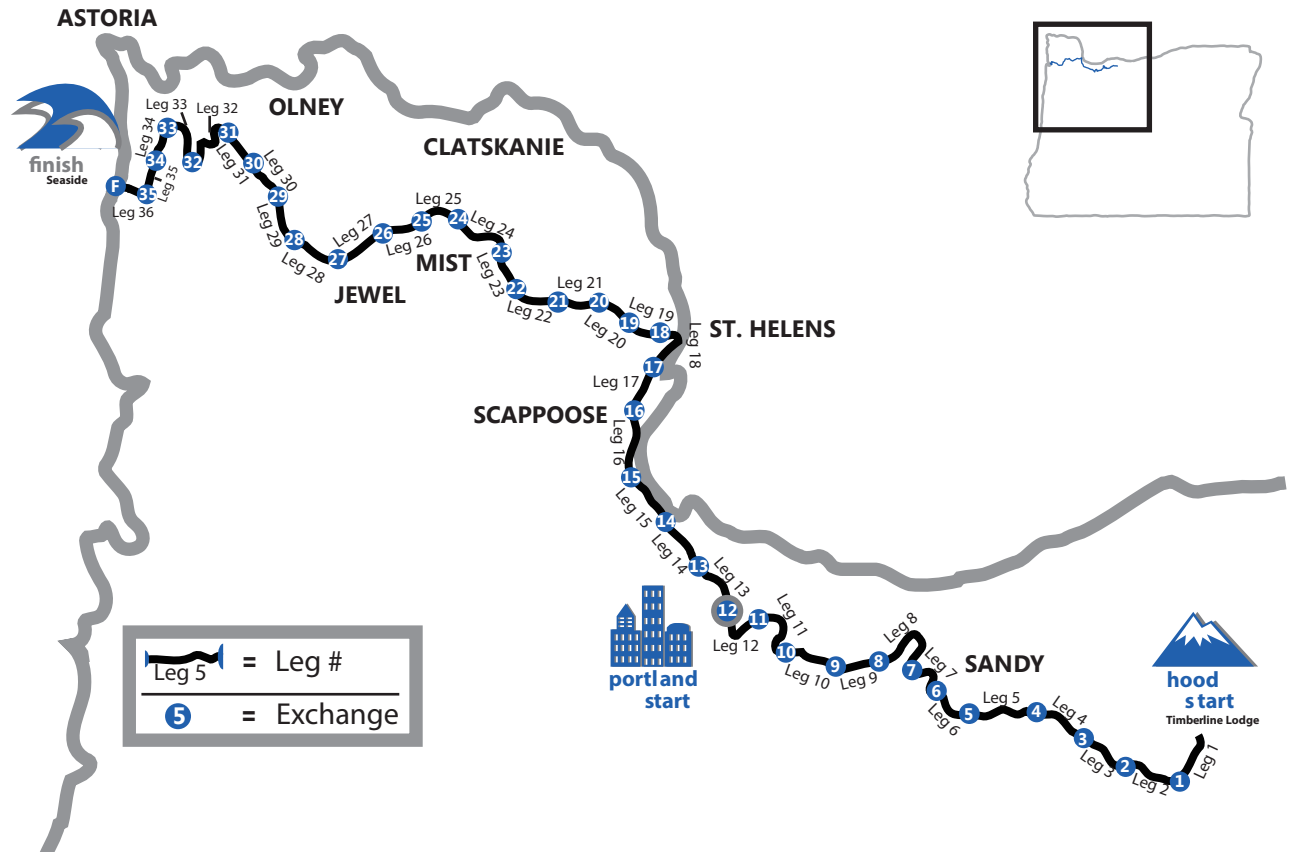 ASTORIA
OLNEY
CLATSKANIE
finish
Seaside
Leg 33
Leg 32
Leg 34
33
31
34
32
Leg 35
Leg 31
30
Leg 30
F
35
29
Leg 36
Leg 29
28
Leg 28
27
Leg 27
26
Leg 26
25
Leg 25
24
Leg 24
MIST
JEWEL
23
Leg 23
22
Leg 22
21
Leg 21
20
Leg 20
19
Leg 19
18
Leg 18
ST. HELENS
17
Leg 17
SCAPPOOSE
16
Leg 16
15
Leg 15
14
Leg 14
13
Leg 13
12
Leg 12
11
Leg 11
10
Leg 10
9
Leg 9
8
Leg 8
7
Leg 7
6
Leg 6
SANDY
5
Leg 5
4
Leg 4
3
Leg 3
2
Leg 2
1
Leg 1
portland
start
hood
start
Timberline Lodge
Leg 5
= Leg #
5
= Exchange